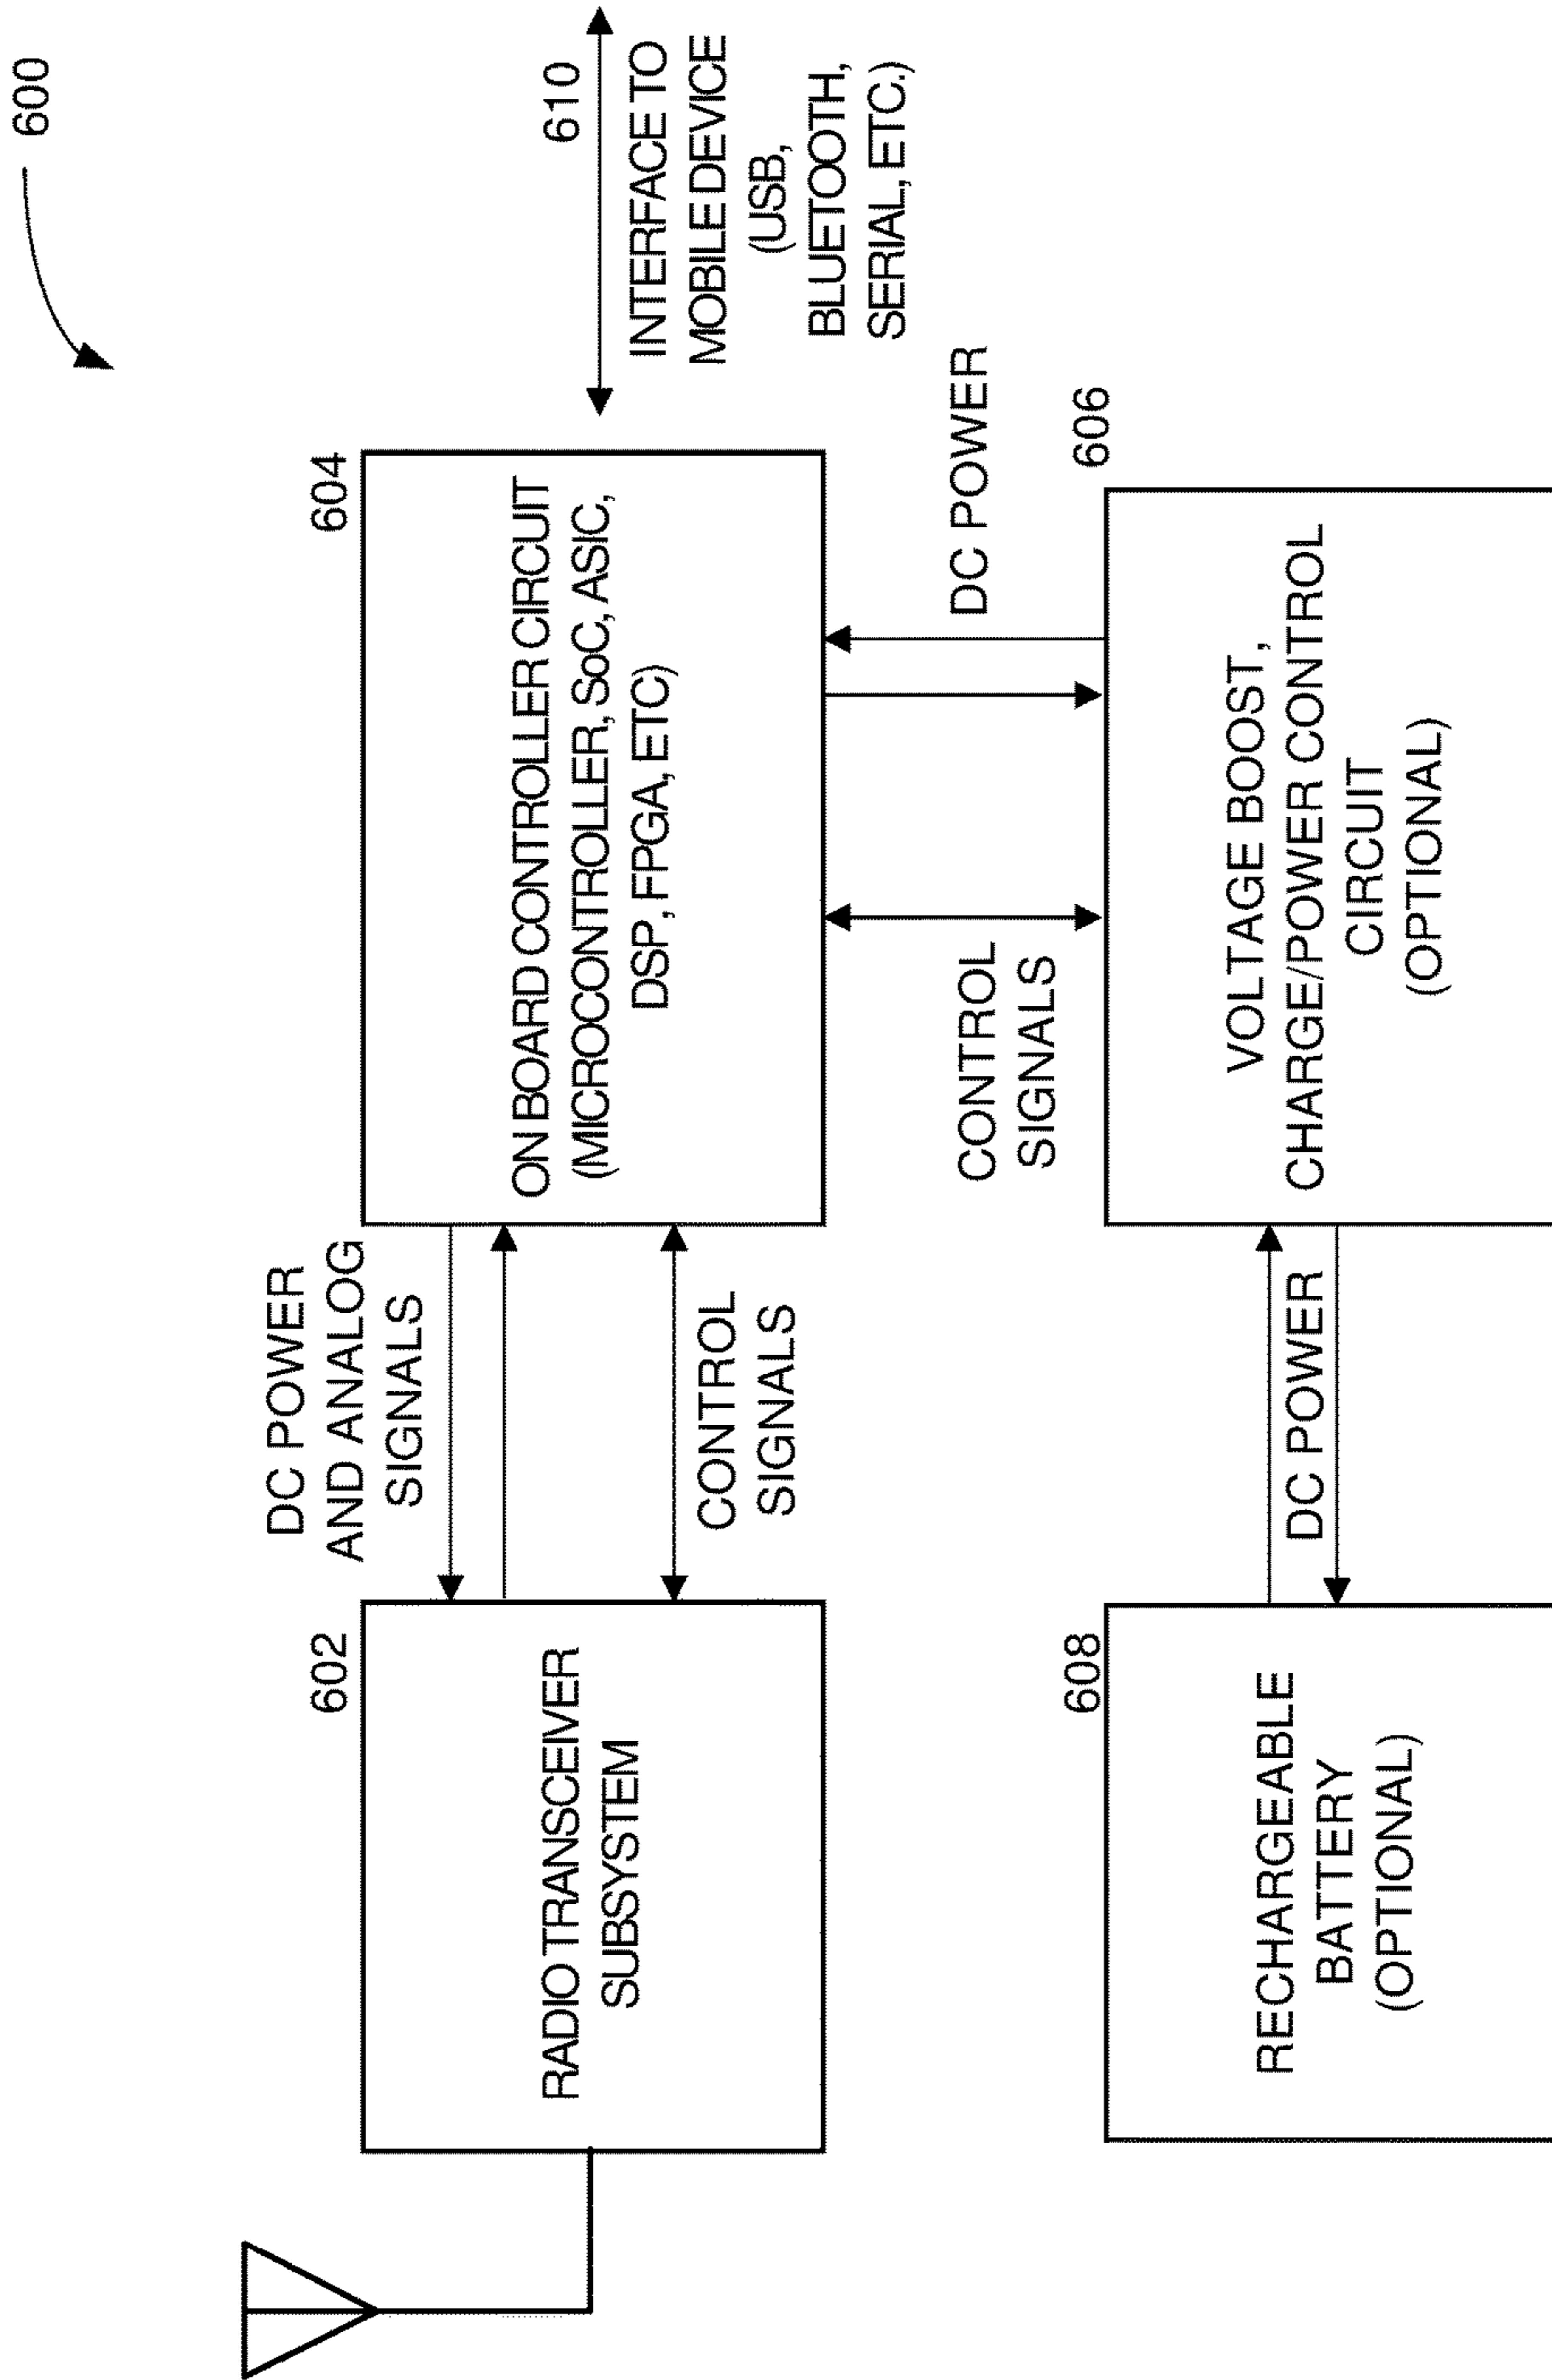 600
602
RADIO TRANSCEIVER
SUBSYSTEM
DC POWER
AND ANALOG
SIGNALS
CONTROL
SIGNALS
604
ON BOARD CONTROLLER CIRCUIT
(MICROCONTROLLER, SoC, ASIC,
DSP, FPGA, ETC)
610
INTERFACE TO
MOBILE DEVICE
(USB,
BLUETOOTH,
SERIAL, ETC.)
CONTROL
SIGNALS
DC POWER
608
RECHARGEABLE
BATTERY
(OPTIONAL)
DC POWER
606
VOLTAGE BOOST,
CHARGE/POWER CONTROL
CIRCUIT
(OPTIONAL)